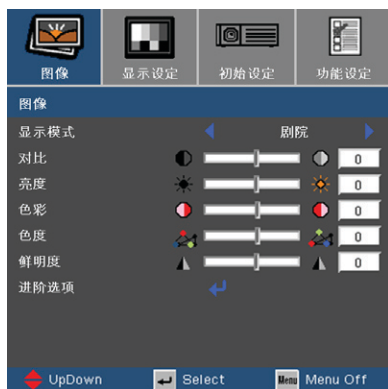 图像 显示设定 初始设定 功能设定
图像
显示模式 剧院
对比 0
亮度 0
色彩 0
色度 0
鲜明度 0
进阶选项
UpDown Select Menu Menu Off